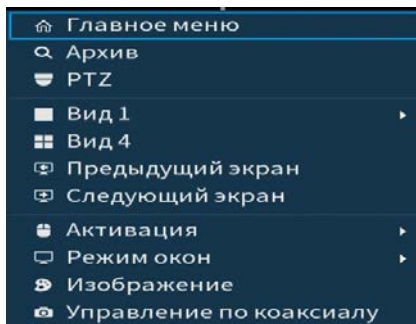 Главное меню
Архив
PTZ
Вид 1
Вид 4
Предыдущий экран
Следующий экран
Активация
Режим окон
Изображение
Управление по коаксиалу